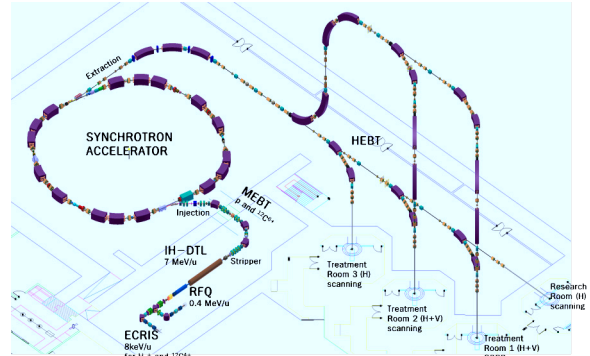 Extraction
SYNCHROTRON
ACCELERATOR
HEBT
MEBT
p and ¹²C⁶⁺
Injection
IH-DTL
7 MeV/u
Stripper
RFQ
0.4 MeV/u
ECRIS
8keV/u
Treatment
Room 3 (H)
scanning
Treatment
Room 2 (H+V)
scanning
Treatment
Room 1 (H+V)
Research
Room (H)
scanning